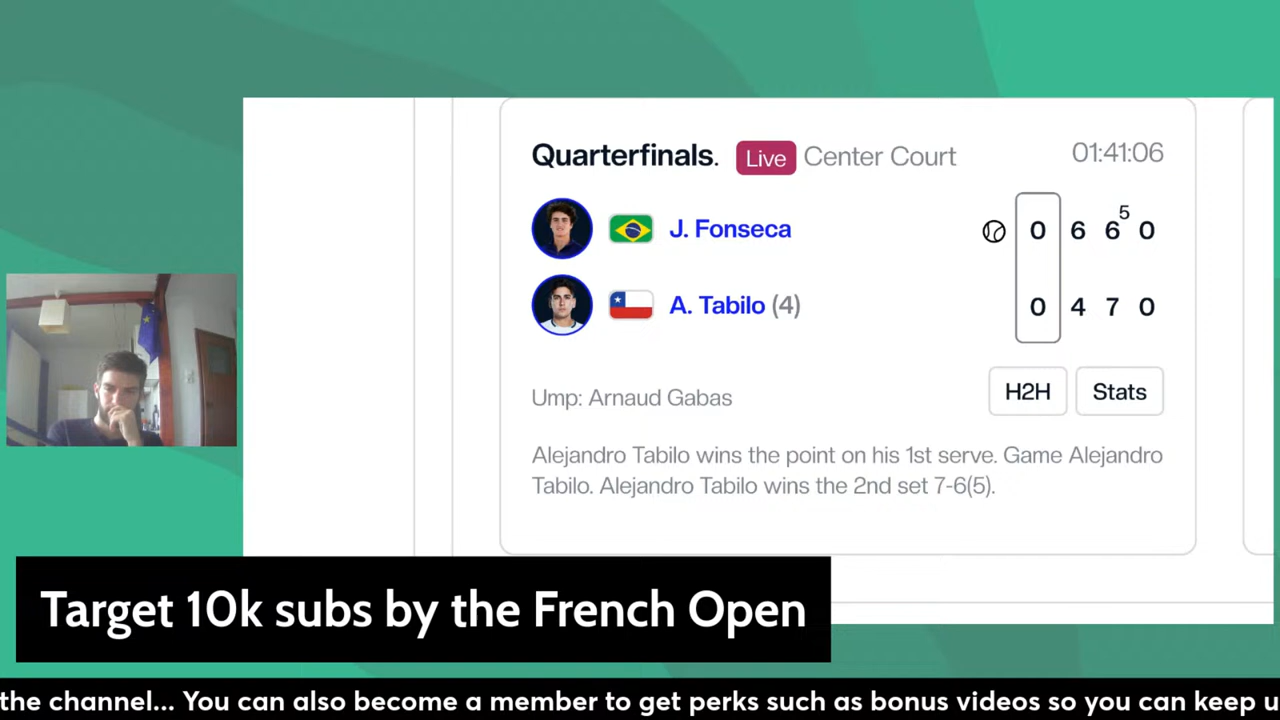 Quarterfinals. Live Center Court 01:41:06
J. Fonseca 0 6 6 5 0
A. Tabilo (4) 0 4 7 0
Ump: Arnaud Gabas H2H Stats
Alejandro Tabilo wins the point on his 1st serve. Game Alejandro
Tabilo. Alejandro Tabilo wins the 2nd set 7-6(5).
Target 10k subs by the French Open
the channel... You can also become a member to get perks such as bonus videos so you can keep u